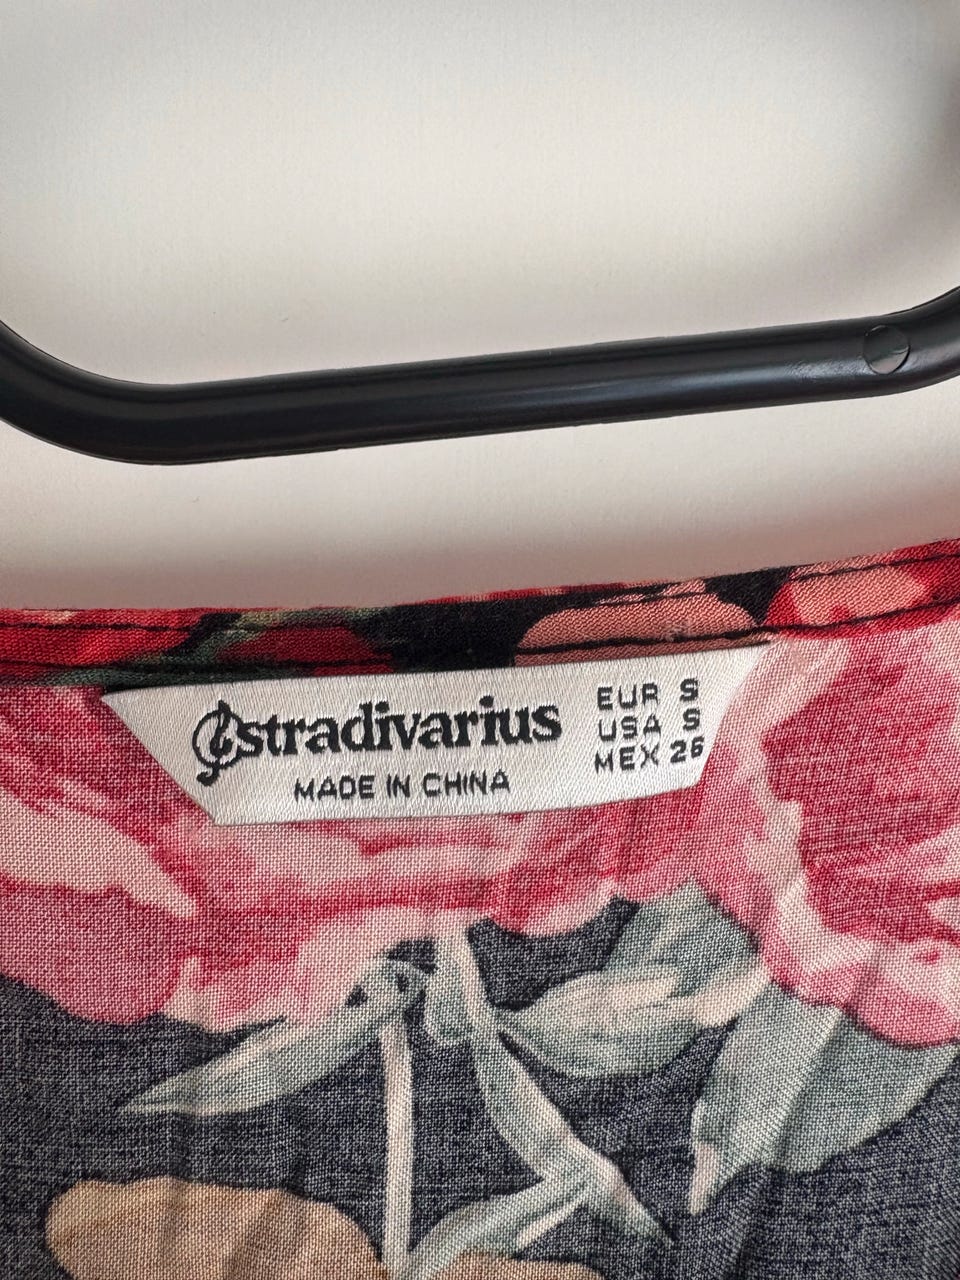 stradivarius
MADE IN CHINA
EUR S
USA S
MEX 26